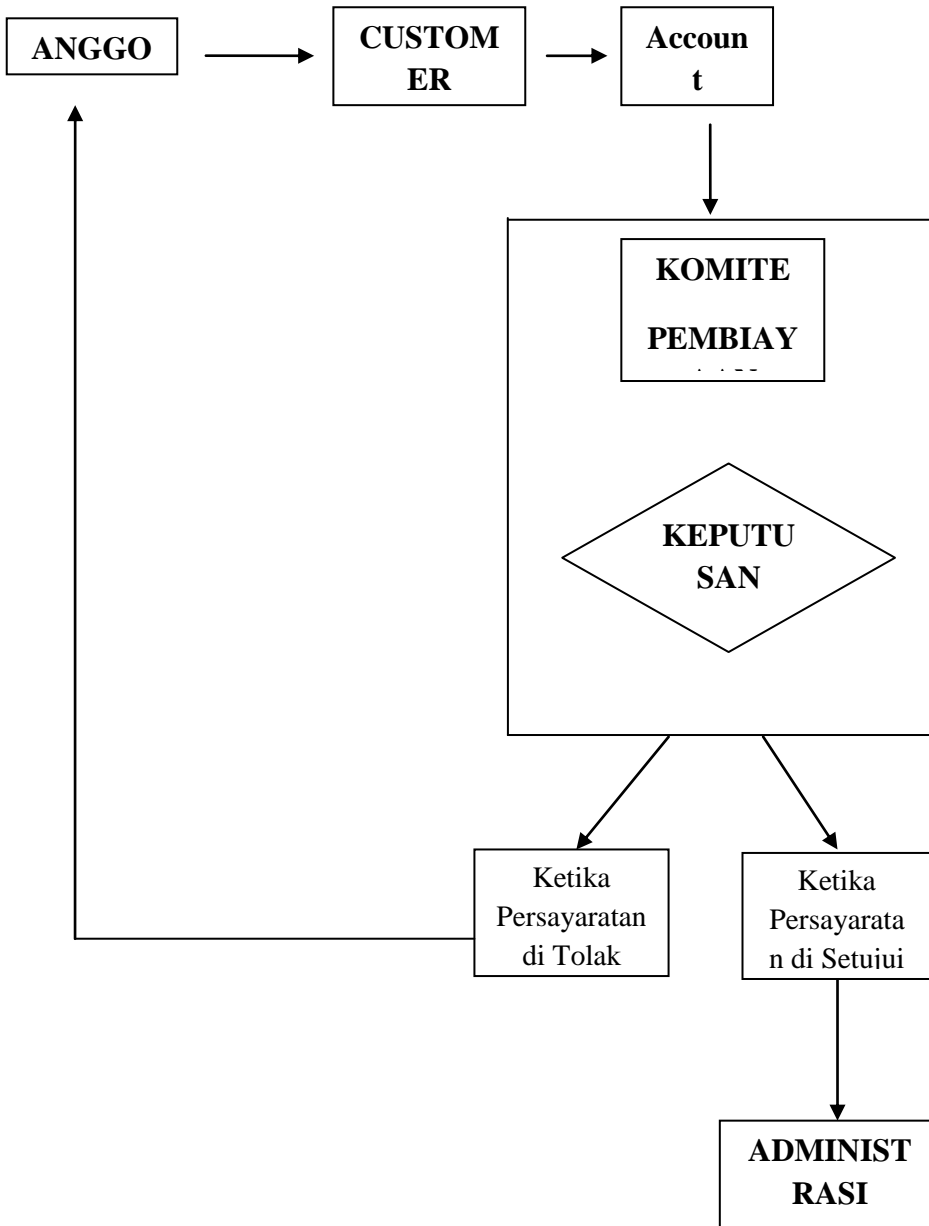 ANGGO
CUSTOM
ER
Accoun
t
KOMITE
PEMBIAY
KEPUTU
SAN
Ketika
Persayaratan
di Tolak
Ketika
Persayarata
n di Setujui
ADMINIST
RASI